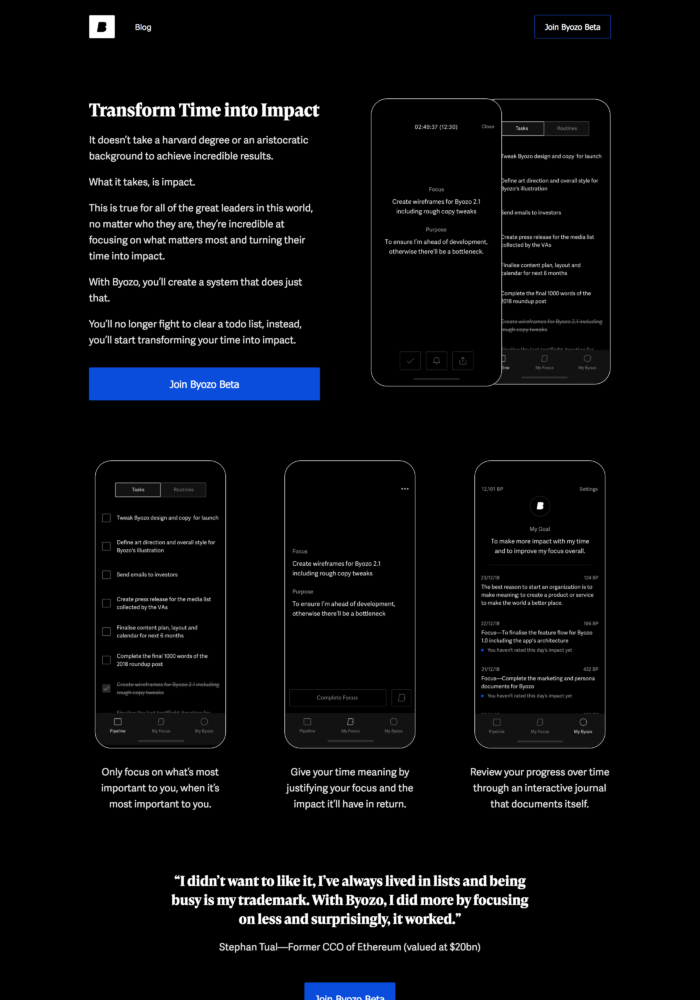 B
Blog
Join Byozo Beta
Transform Time into Impact
It doesn't take a harvard degree or an aristocratic
background to achieve incredible results.
What it takes, is impact.
This is true for all of the great leaders in this world,
no matter who they are, they're incredible at
focusing on what matters most and turning their
time into impact.
With Byozo, you'll create a system that does just
that.
You'll no longer fight to clear a todo list, instead,
you'll start transforming your time into impact.
Join Byozo Beta
02:49:37 (12:30)
Close
Focus
Create wireframes for Byozo 2.1
including rough copy tweaks
Purpose
To ensure I'm ahead of development,
otherwise there'll be a bottleneck.
Tasks
Routines
Tweak Byozo design and copy for launch
Define art direction and overall style for
Byozo's illustration
Send emails to investors
Create press release for the media list
collected by the VAs
Finalise content plan, layout and
calendar for next 6 months
Complete the final 1000 words of the
2018 roundup post
Create wireframes for Byozo 2.1 including
rough copy tweaks
My Focus
My Byozo
Tasks
Routines
Tweak Byozo design and copy for launch
Define art direction and overall style for
Byozo's illustration
Send emails to investors
Create press release for the media list
collected by the VAs
Finalise content plan, layout and
calendar for next 6 months
Complete the final 1000 words of the
2018 roundup post
Create wireframes for Byozo 2.1 including
rough copy tweaks
Pipeline
My Focus
My Byozo
Only focus on what's most
important to you, when it's
most important to you.
Focus
Create wireframes for Byozo 2.1
including rough copy tweaks
Purpose
To ensure I'm ahead of development,
otherwise there'll be a bottleneck
Complete Focus
Pipeline
My Focus
My Byozo
Give your time meaning by
justifying your focus and the
impact it'll have in return.
12,101 BP
Settings
B
My Goal
To make more impact with my time
and to improve my focus overall.
23/12/18
124 BP
The best reason to start an organization is to
make meaning; to create a product or service
to make the world a better place.
22/12/18
166 BP
Focus—To finalise the feature flow for Byozo
1.0 including the app's architecture
You haven't rated this day's impact yet
21/12/18
432 BP
Focus—Complete the marketing and persona
documents for Byozo
You haven't rated this day's impact yet
Pipeline
My Focus
My Byozo
Review your progress over time
through an interactive journal
that documents itself.
“I didn't want to like it, I've always lived in lists and being
busy is my trademark. With Byozo, I did more by focusing
on less and surprisingly, it worked.”
Stephan Tual—Former CCO of Ethereum (valued at $20bn)
Join Byozo Beta